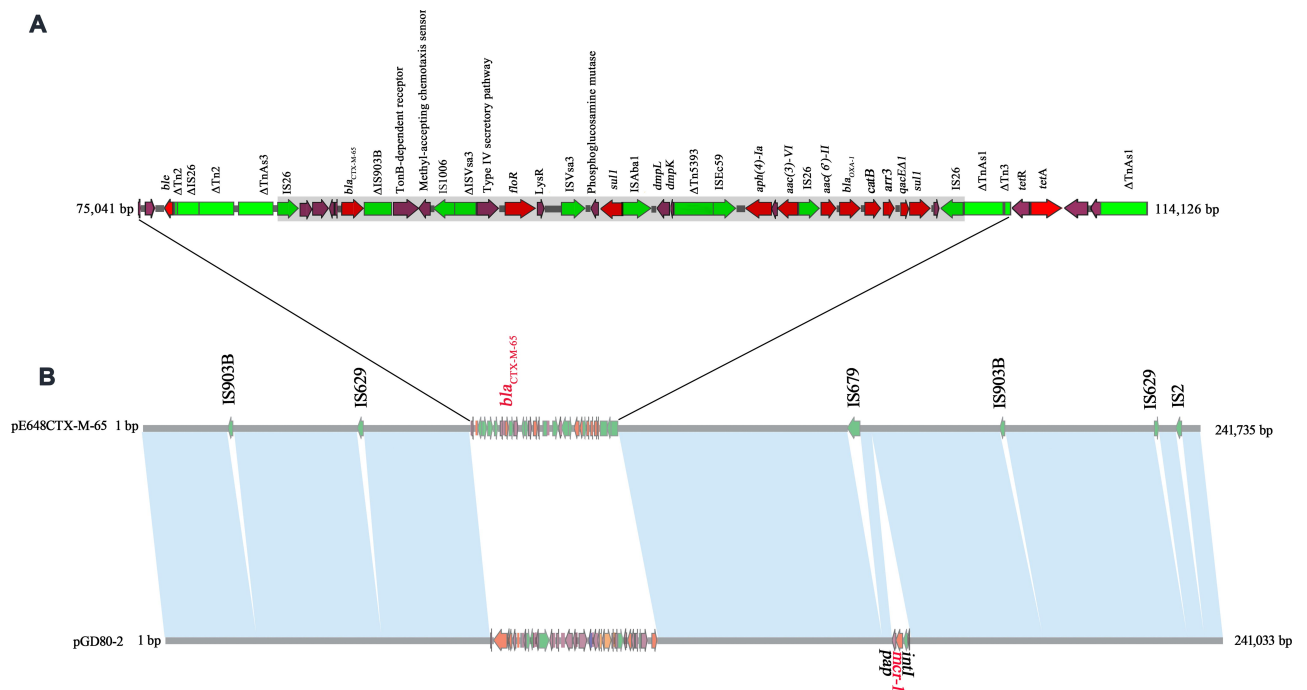 A
75,041 bp
ble
ΔTn2
ΔIS26
ΔTn2
ΔTnAs3
IS26
blaCTX-M-65
ΔIS903B
TonB-dependent receptor
Methyl-accepting chemotaxis sensor
IS1006
ΔISVsa3
Type IV secretory pathway
floR
LysR
ISVsa3
Phosphoglucosamine mutase
sul1
ISAba1
dmpL
dmpK
ΔTn5393
ISEc59
aph(4)-Ia
aac(3)-VI
IS26
aac( 6')-II
blaOXA-1
catB
arr3
qacEΔ1
sul1
IS26
ΔTnAs1
ΔTn3
tetR
tetA
ΔTnAs1
114,126 bp
B
IS903B
IS629
blaCTX-M-65
IS679
IS903B
IS629
IS2
pE648CTX-M-65 1 bp
241,735 bp
pGD80-2 1 bp
241,033 bp
pap
mcr-1
intI